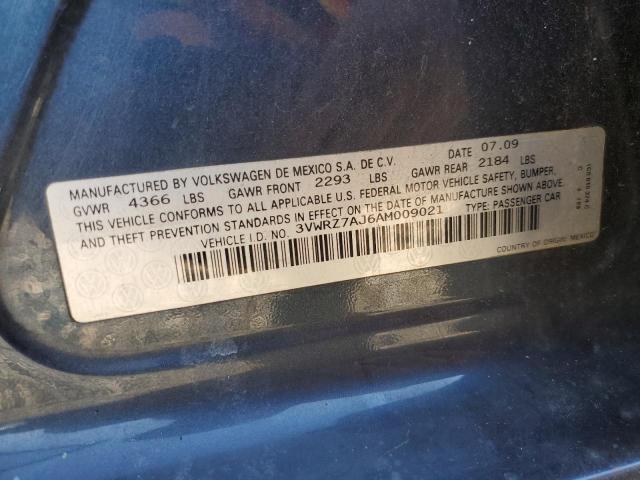 MANUFACTURED BY VOLKSWAGEN DE MEXICO S.A. DE C.V. DATE 07.09
GVWR 4366 LBS GAWR FRONT 2293 LBS GAWR REAR 2184 LBS
THIS VEHICLE CONFORMS TO ALL APPLICABLE U.S. FEDERAL MOTOR VEHICLE SAFETY, BUMPER,
AND THEFT PREVENTION STANDARDS IN EFFECT ON THE DATE OF MANUFACTURE SHOWN ABOVE.
VEHICLE I.D. NO. 3VWRZ7AJ6AM009021 TYPE: PASSENGER CAR
COUNTRY OF ORIGIN: MEXICO